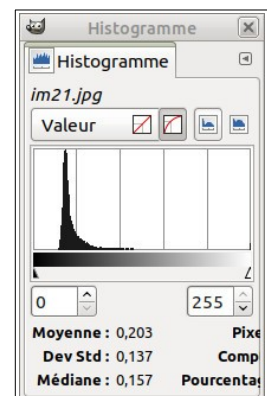 Histogramme
Histogramme
im21.jpg
Valeur
0 255
Moyenne : 0,203 Pixe
Dev Std : 0,137 Comp
Médiane : 0,157 Pourcentag